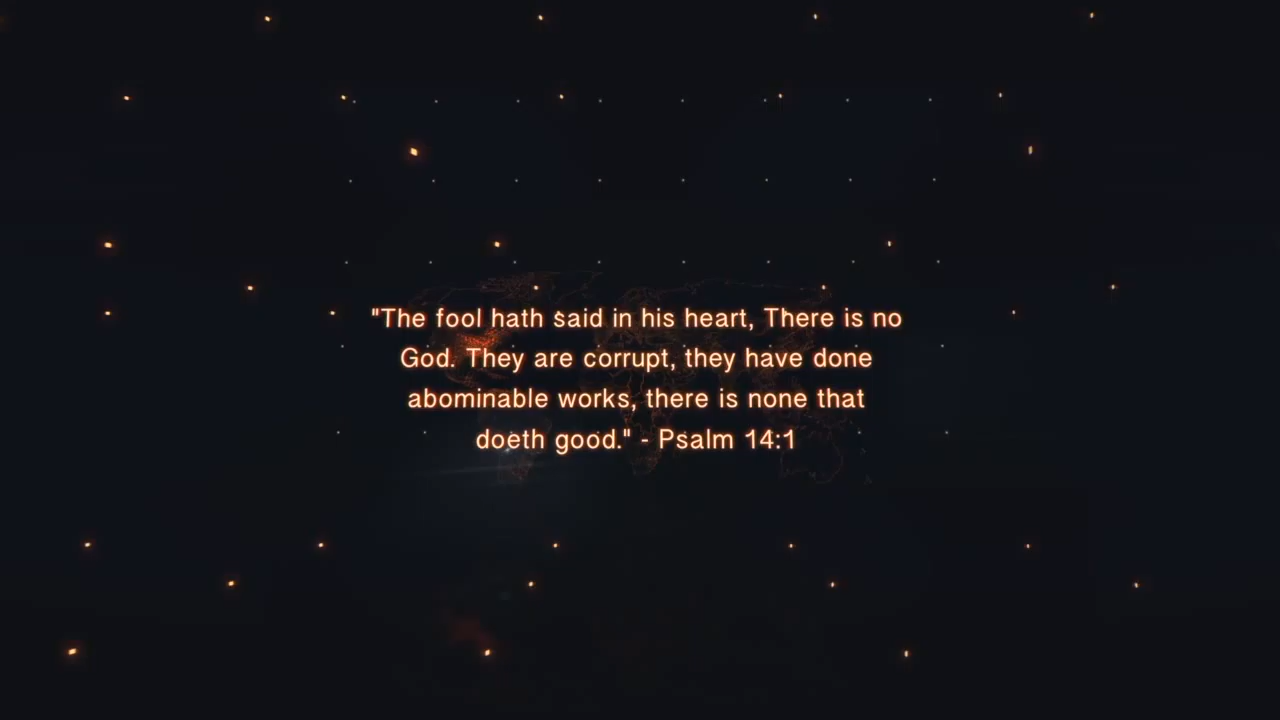 "The fool hath said in his heart, There is no
God. They are corrupt, they have done
abominable works, there is none that
doeth good." - Psalm 14:1